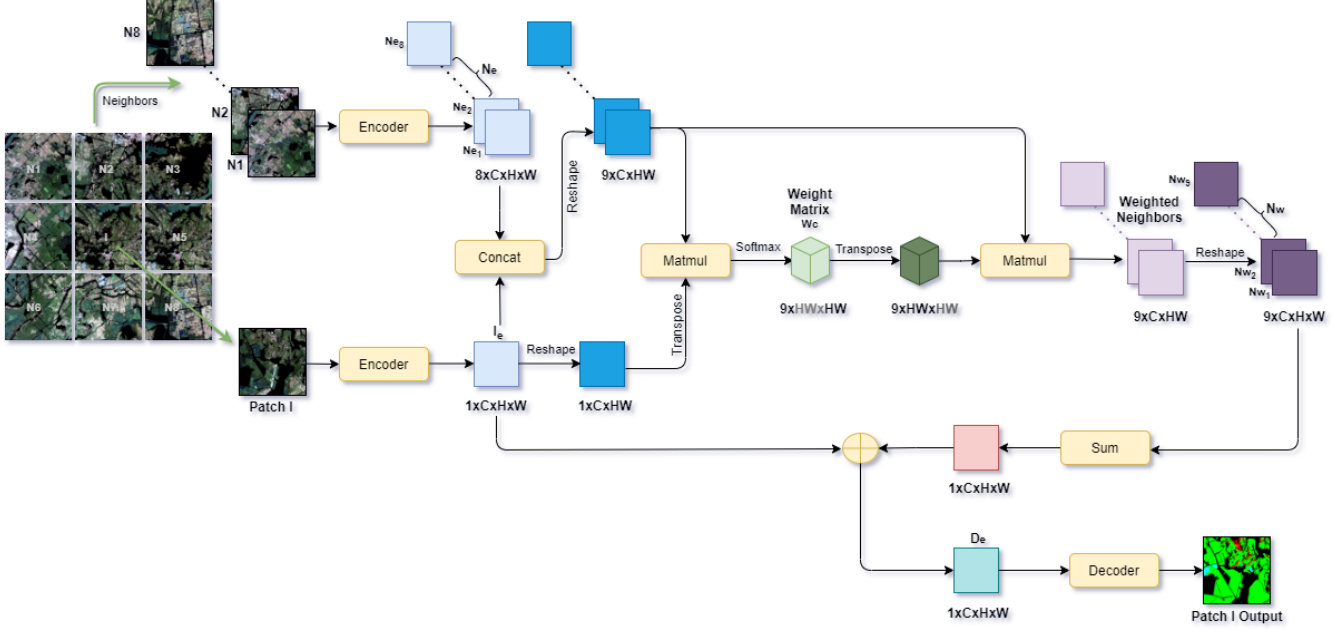 N8
Neighbors
N2
N1
N1
N2
N3
I
N5
N6
N8
Encoder
Ne8
Ne
Ne2
Ne1
8xCxHxW
Reshape
9xCxHW
Concat
Ie
Encoder
Patch I
Reshape
1xCxHxW
1xCxHW
Transpose
Matmul
Softmax
Weight
Matrix
Wc
Transpose
9xHWxHW
9xHWxHW
Matmul
Weighted
Neighbors
9xCxHW
Reshape
Nw
Nw2
Nw1
9xCxHxW
Sum
1xCxHxW
De
1xCxHxW
Decoder
Patch I Output